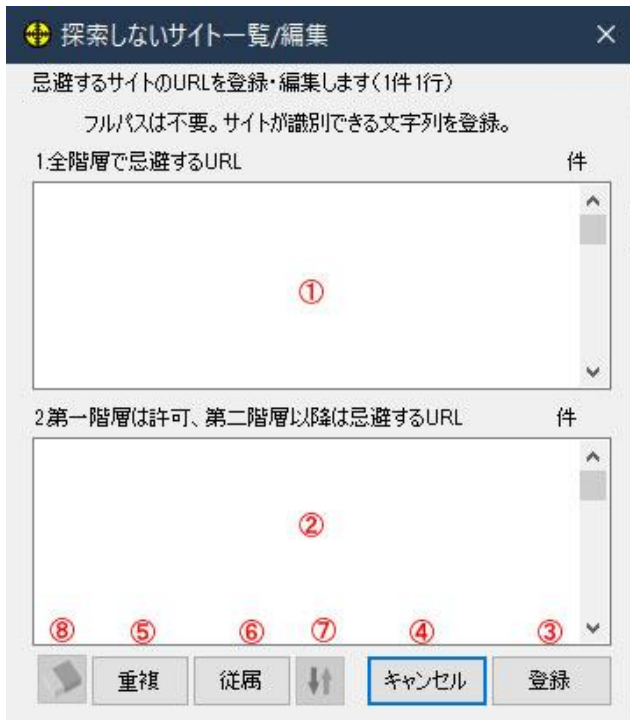 探索しないサイト一覧/編集
忌避するサイトのURLを登録・編集します(1件1行)
フルパスは不要。サイトが識別できる文字列を登録。
1.全階層で忌避するURL 件
①
2.第一階層は許可、第二階層以降は忌避するURL 件
②
⑧ ⑤ ⑥ ⑦ ④ ③
重複 従属 キャンセル 登録